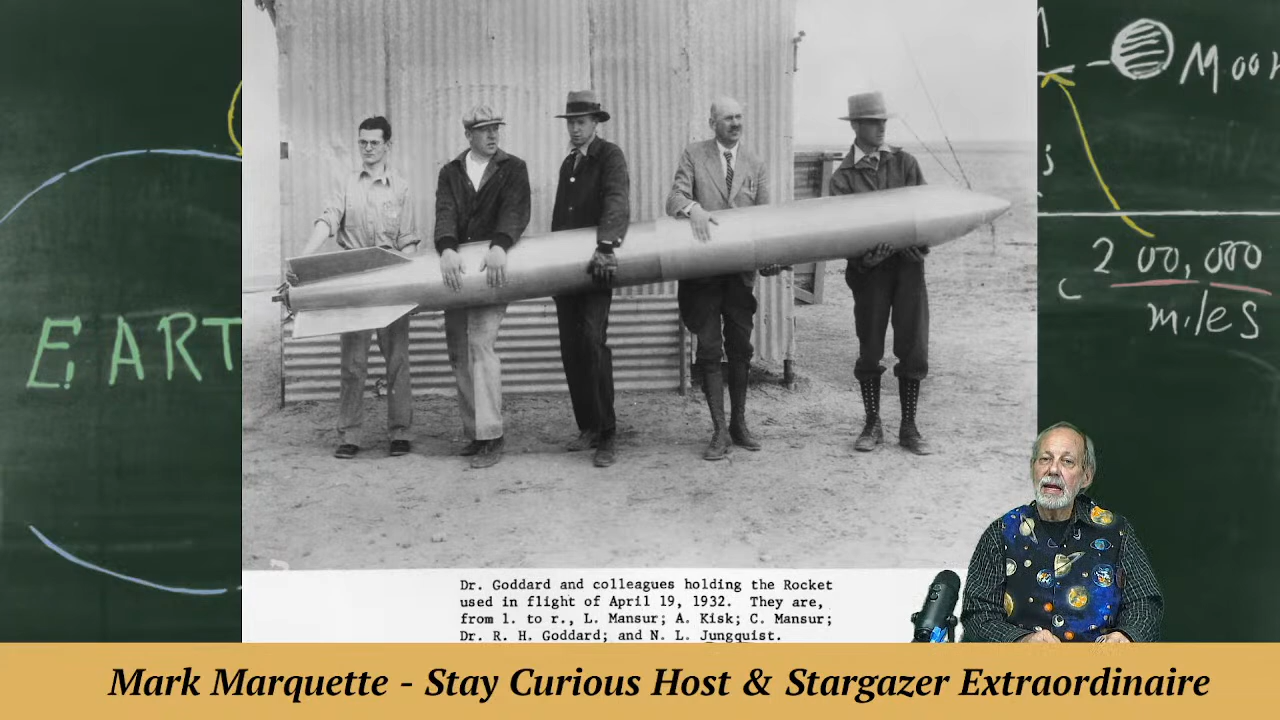 Moon
200,000
miles
EART
Dr. Goddard and colleagues holding the Rocket
used in flight of April 19, 1932. They are,
from l. to r., L. Mansur; A. Kisk; C. Mansur;
Dr. R. H. Goddard; and N. L. Jungquist.
Mark Marquette - Stay Curious Host & Stargazer Extraordinaire